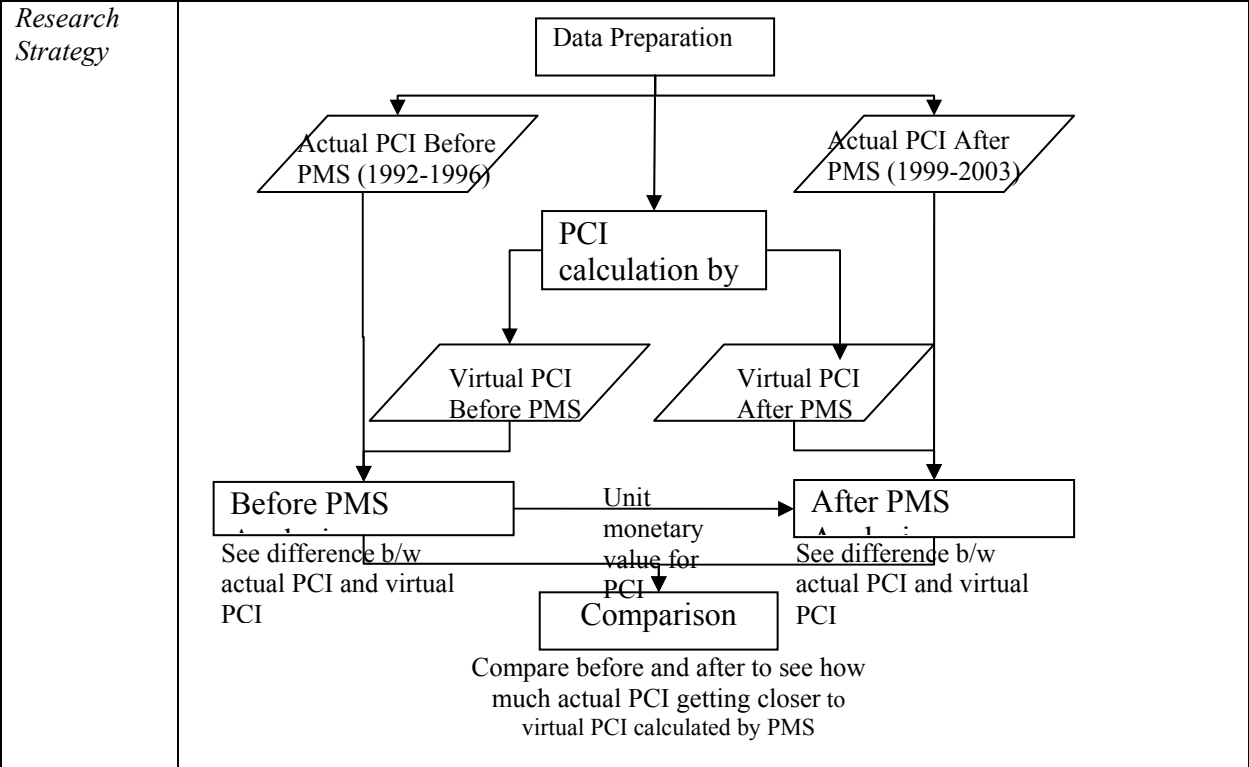 Research
Strategy
Data Preparation
Actual PCI Before
PMS (1992-1996)
Actual PCI After
PMS (1999-2003)
PCI
calculation by
Virtual PCI
Before PMS
Virtual PCI
After PMS
Before PMS
Unit
monetary
value for
PCI
After PMS
See difference b/w
actual PCI and virtual
PCI
See difference b/w
actual PCI and virtual
PCI
Comparison
Compare before and after to see how
much actual PCI getting closer to
virtual PCI calculated by PMS